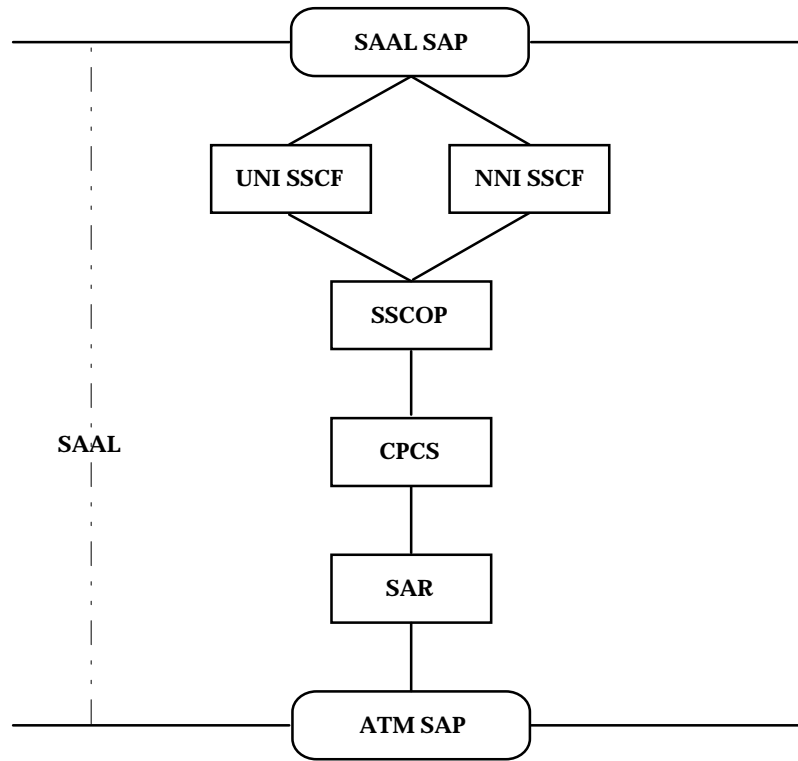 SAAL SAP
UNI SSCF
NNI SSCF
SSCOP
SAAL
CPCS
SAR
ATM SAP